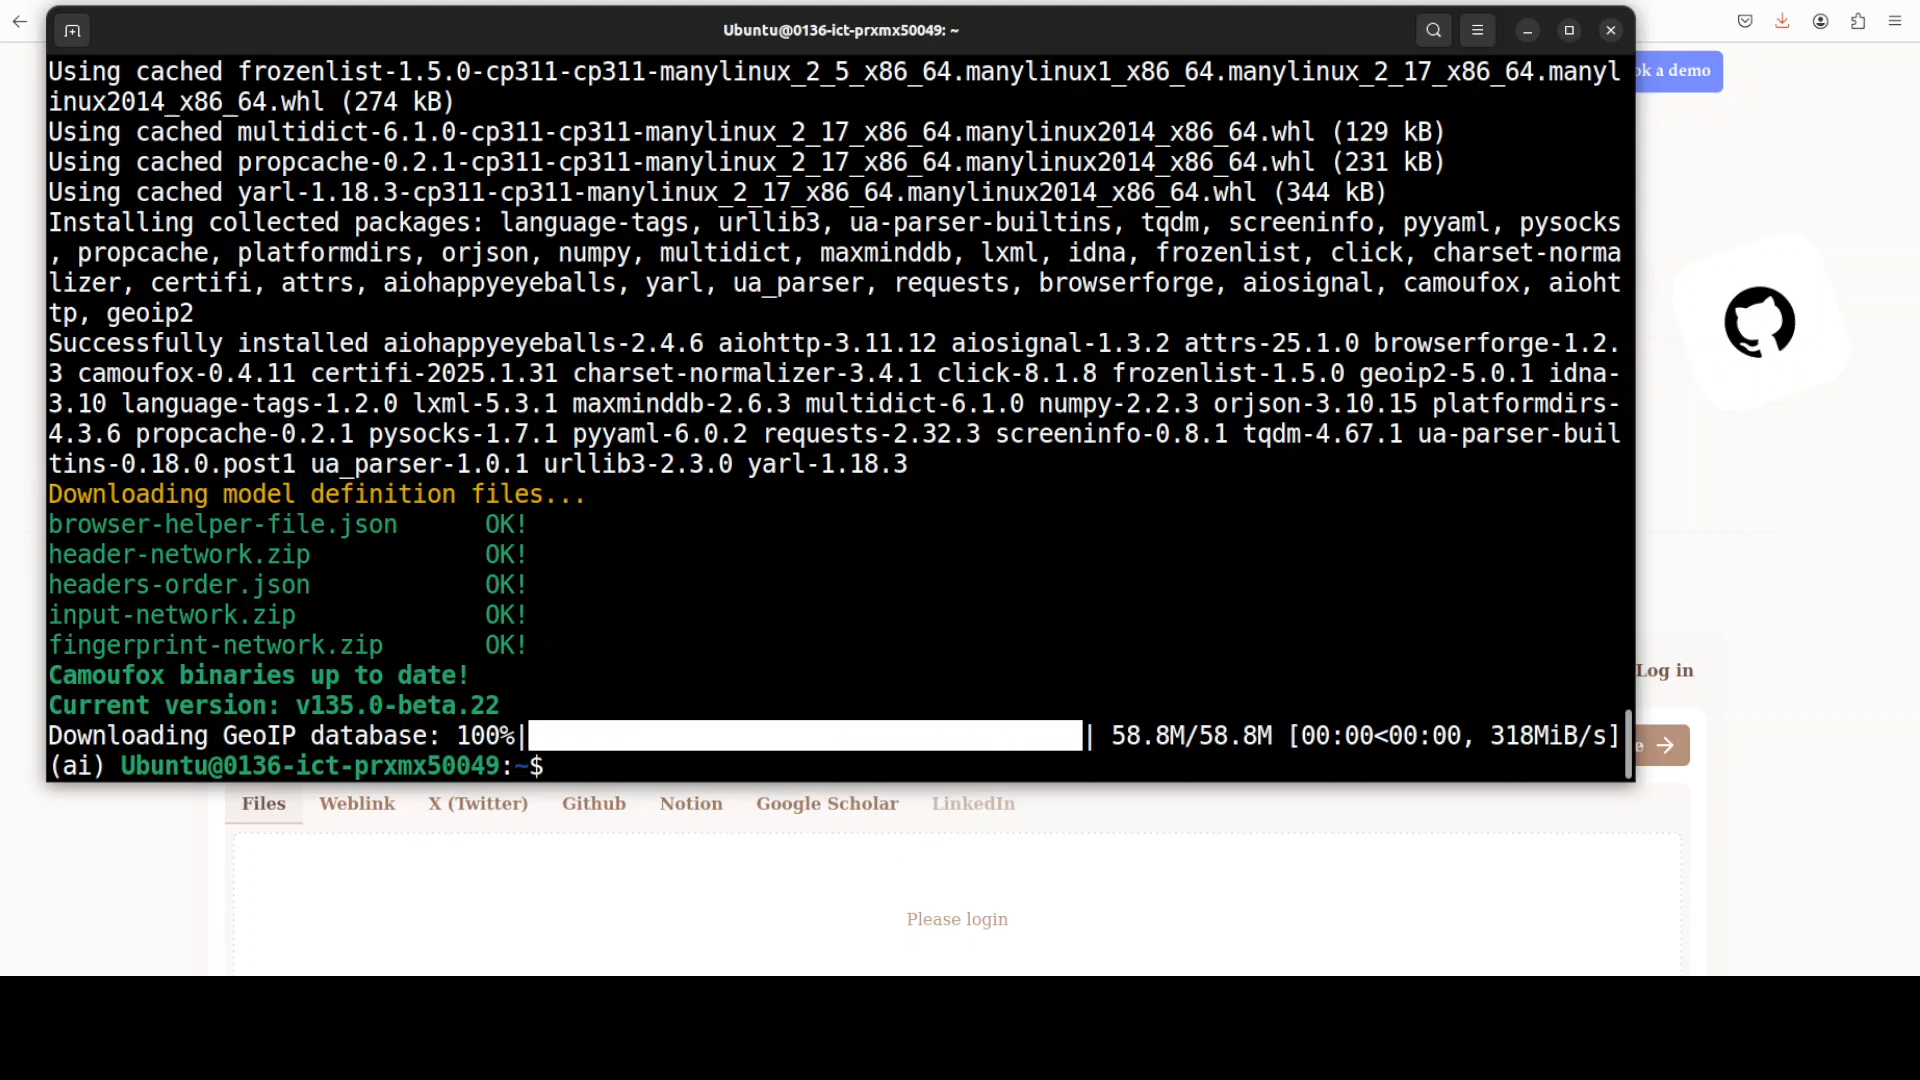 Ubuntu@0136-ict-prxmx50049: ~
ok a demo
Using cached frozenlist-1.5.0-cp311-cp311-manylinux_2_5_x86_64.manylinux1_x86_64.manylinux_2_17_x86_64.manyl
inux2014_x86_64.whl (274 kB)
Using cached multidict-6.1.0-cp311-cp311-manylinux_2_17_x86_64.manylinux2014_x86_64.whl (129 kB)
Using cached propcache-0.2.1-cp311-cp311-manylinux_2_17_x86_64.manylinux2014_x86_64.whl (231 kB)
Using cached yarl-1.18.3-cp311-cp311-manylinux_2_17_x86_64.manylinux2014_x86_64.whl (344 kB)
Installing collected packages: language-tags, urllib3, ua-parser-builtins, tqdm, screeninfo, pyyaml, pysocks
, propcache, platformdirs, orjson, numpy, multidict, maxminddb, lxml, idna, frozenlist, click, charset-norma
lizer, certifi, attrs, aiohappyeyeballs, yarl, ua_parser, requests, browserforge, aiosignal, camoufox, aioht
tp, geoip2
Successfully installed aiohappyeyeballs-2.4.6 aiohttp-3.11.12 aiosignal-1.3.2 attrs-25.1.0 browserforge-1.2.
3 camoufox-0.4.11 certifi-2025.1.31 charset-normalizer-3.4.1 click-8.1.8 frozenlist-1.5.0 geoip2-5.0.1 idna-
3.10 language-tags-1.2.0 lxml-5.3.1 maxminddb-2.6.3 multidict-6.1.0 numpy-2.2.3 orjson-3.10.15 platformdirs-
4.3.6 propcache-0.2.1 pysocks-1.7.1 pyyaml-6.0.2 requests-2.32.3 screeninfo-0.8.1 tqdm-4.67.1 ua-parser-buil
tins-0.18.0.post1 ua_parser-1.0.1 urllib3-2.3.0 yarl-1.18.3
Downloading model definition files...
browser-helper-file.json OK!
header-network.zip OK!
headers-order.json OK!
input-network.zip OK!
fingerprint-network.zip OK!
Camoufox binaries up to date!
Current version: v135.0-beta.22
Downloading GeoIP database: 100%| | 58.8M/58.8M [00:00<00:00, 318MiB/s]
(ai) Ubuntu@0136-ict-prxmx50049:~$
Log in
e →
Files Weblink X (Twitter) Github Notion Google Scholar LinkedIn
Please login